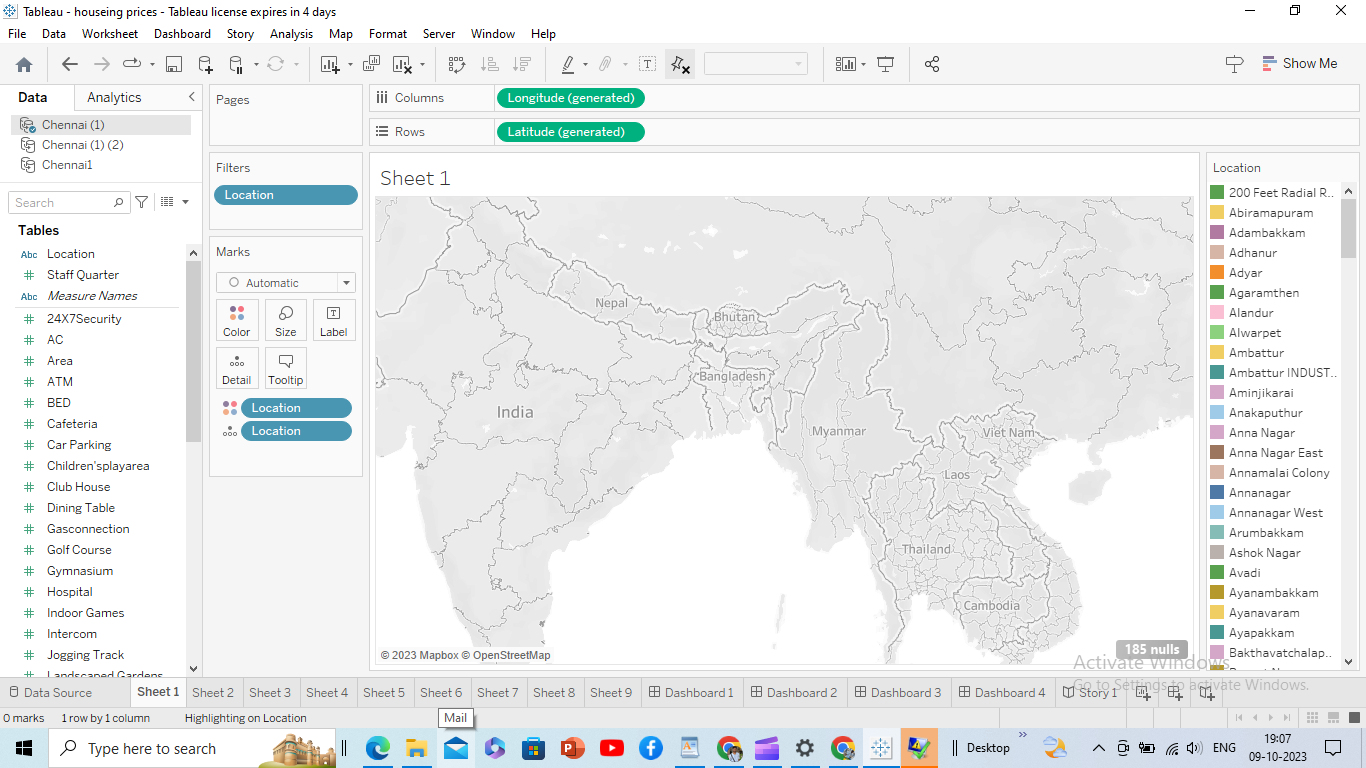 Tableau - houseing prices - Tableau license expires in 4 days
File Data Worksheet Dashboard Story Analysis Map Format Server Window Help
Show Me
Data Analytics
Chennai (1)
Chennai (1) (2)
Chennai1
Search
Tables
Abc Location
Staff Quarter
Abc Measure Names
24X7Security
AC
Area
ATM
BED
Cafeteria
Car Parking
Children'splayarea
Club House
Dining Table
Gasconnection
Golf Course
Gymnasium
Hospital
Indoor Games
Intercom
Jogging Track
Landscaped Gardens
Pages
Filters
Location
Marks
Automatic
Color Size Label
Detail Tooltip
Location
Location
Columns Longitude (generated)
Rows Latitude (generated)
Sheet 1
Nepal
Bhutan
Bangladesh
India
Myanmar
Viet Nam
Laos
Thailand
Cambodia
© 2023 Mapbox © OpenStreetMap
185 nulls
Location
200 Feet Radial R..
Abiramapuram
Adambakkam
Adhanur
Adyar
Agaramthen
Alandur
Alwarpet
Ambattur
Ambattur INDUST..
Aminjikarai
Anakaputhur
Anna Nagar
Anna Nagar East
Annamalai Colony
Annanagar
Annanagar West
Arumbakkam
Ashok Nagar
Avadi
Ayanambakkam
Ayanavaram
Ayapakkam
Bakthavatchalap..
Activate Windows
Go to Settings to activate Windows.
Data Source Sheet 1 Sheet 2 Sheet 3 Sheet 4 Sheet 5 Sheet 6 Sheet 7 Sheet 8 Sheet 9 Dashboard 1 Dashboard 2 Dashboard 3 Dashboard 4 Story 1
0 marks 1 row by 1 column Highlighting on Location
Mail
Type here to search
Desktop
ENG
19:07
09-10-2023